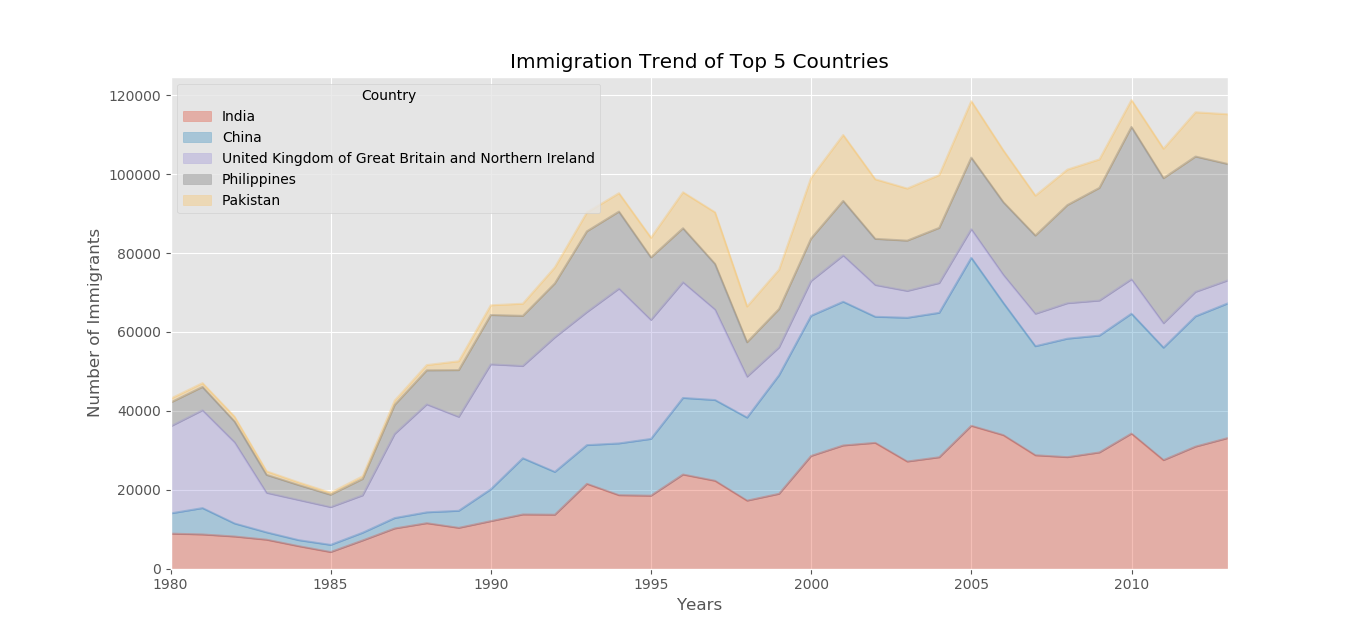 Immigration Trend of Top 5 Countries
120000
100000
80000
60000
40000
20000
0
Number of Immigrants
Country
India
China
United Kingdom of Great Britain and Northern Ireland
Philippines
Pakistan
1980 1985 1990 1995 2000 2005 2010
Years